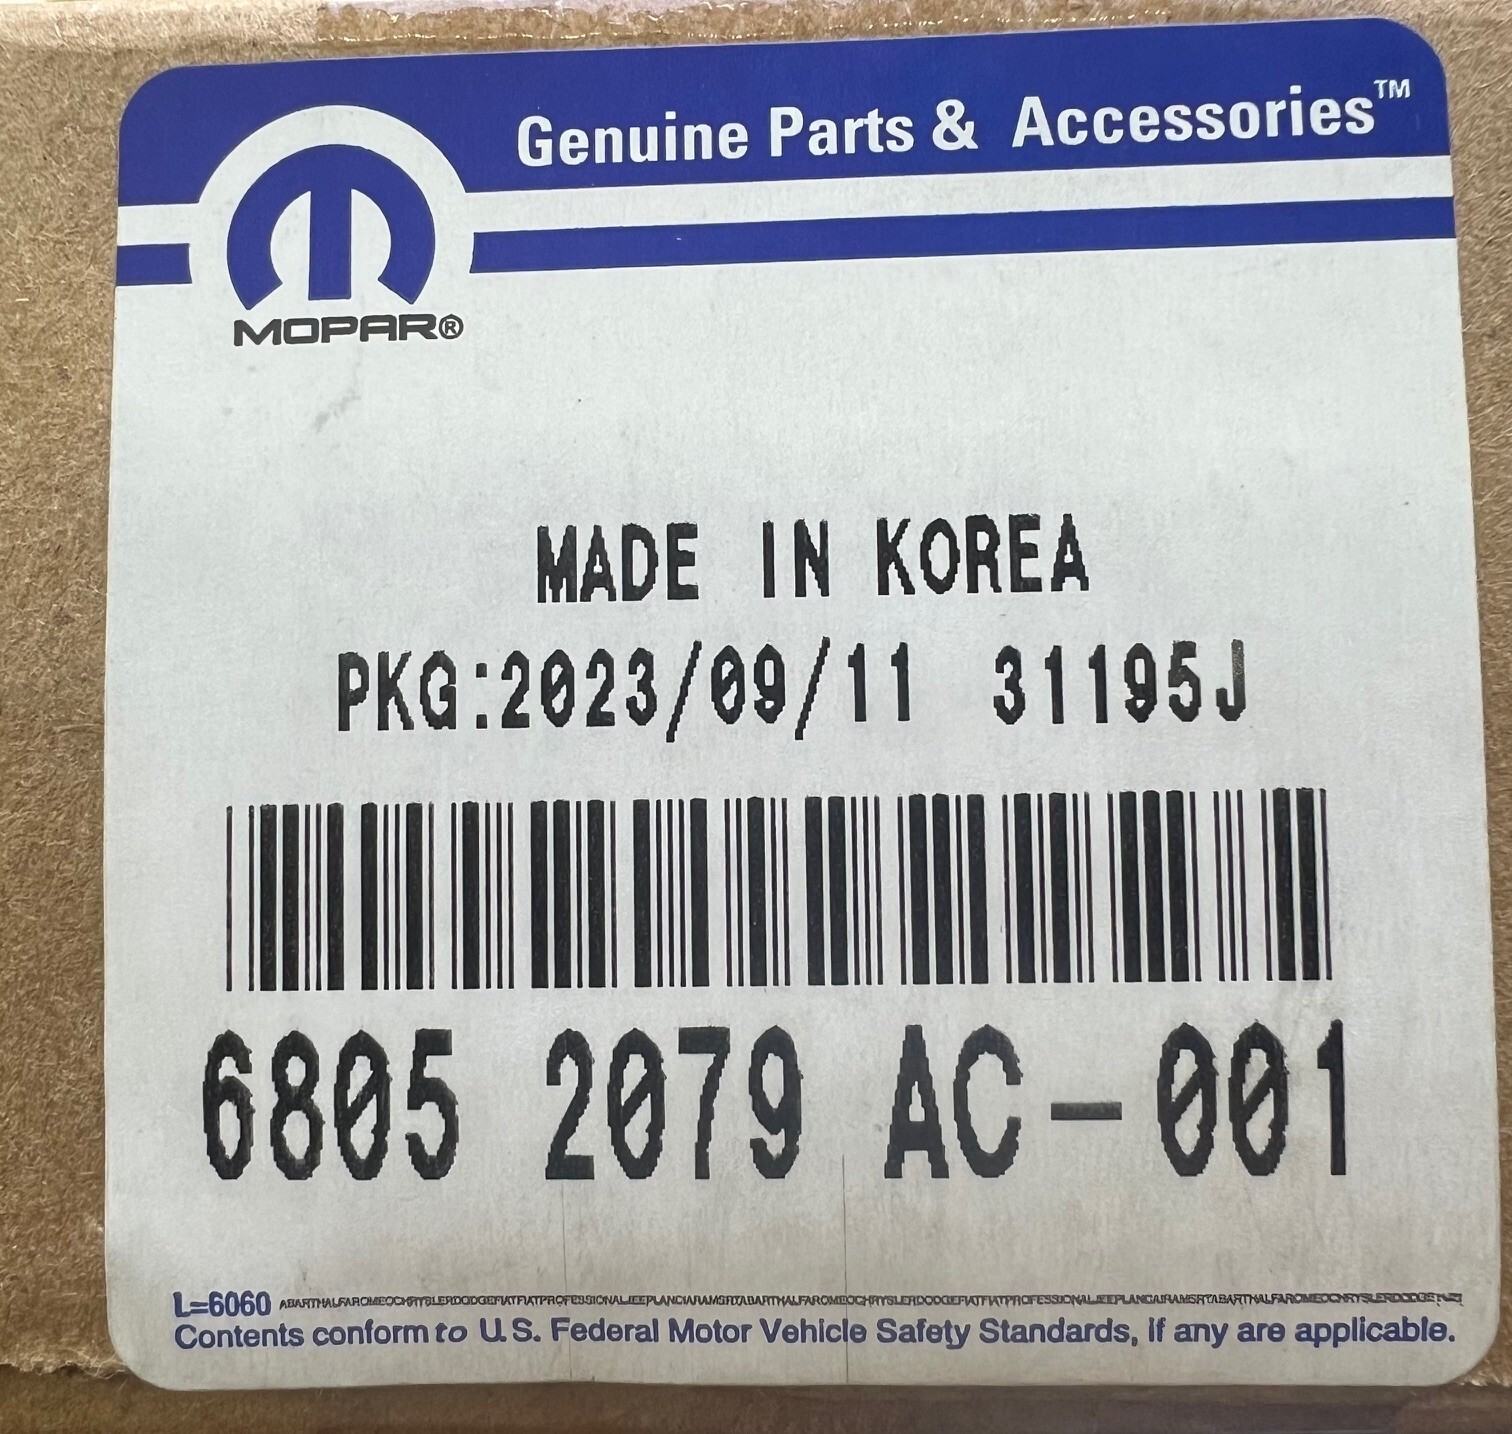 Genuine Parts & Accessories™
MOPAR®
MADE IN KOREA
PKG:2023/09/11 31195J
6805 2079 AC-001
L=6060
Contents conform to U.S. Federal Motor Vehicle Safety Standards, if any are applicable.